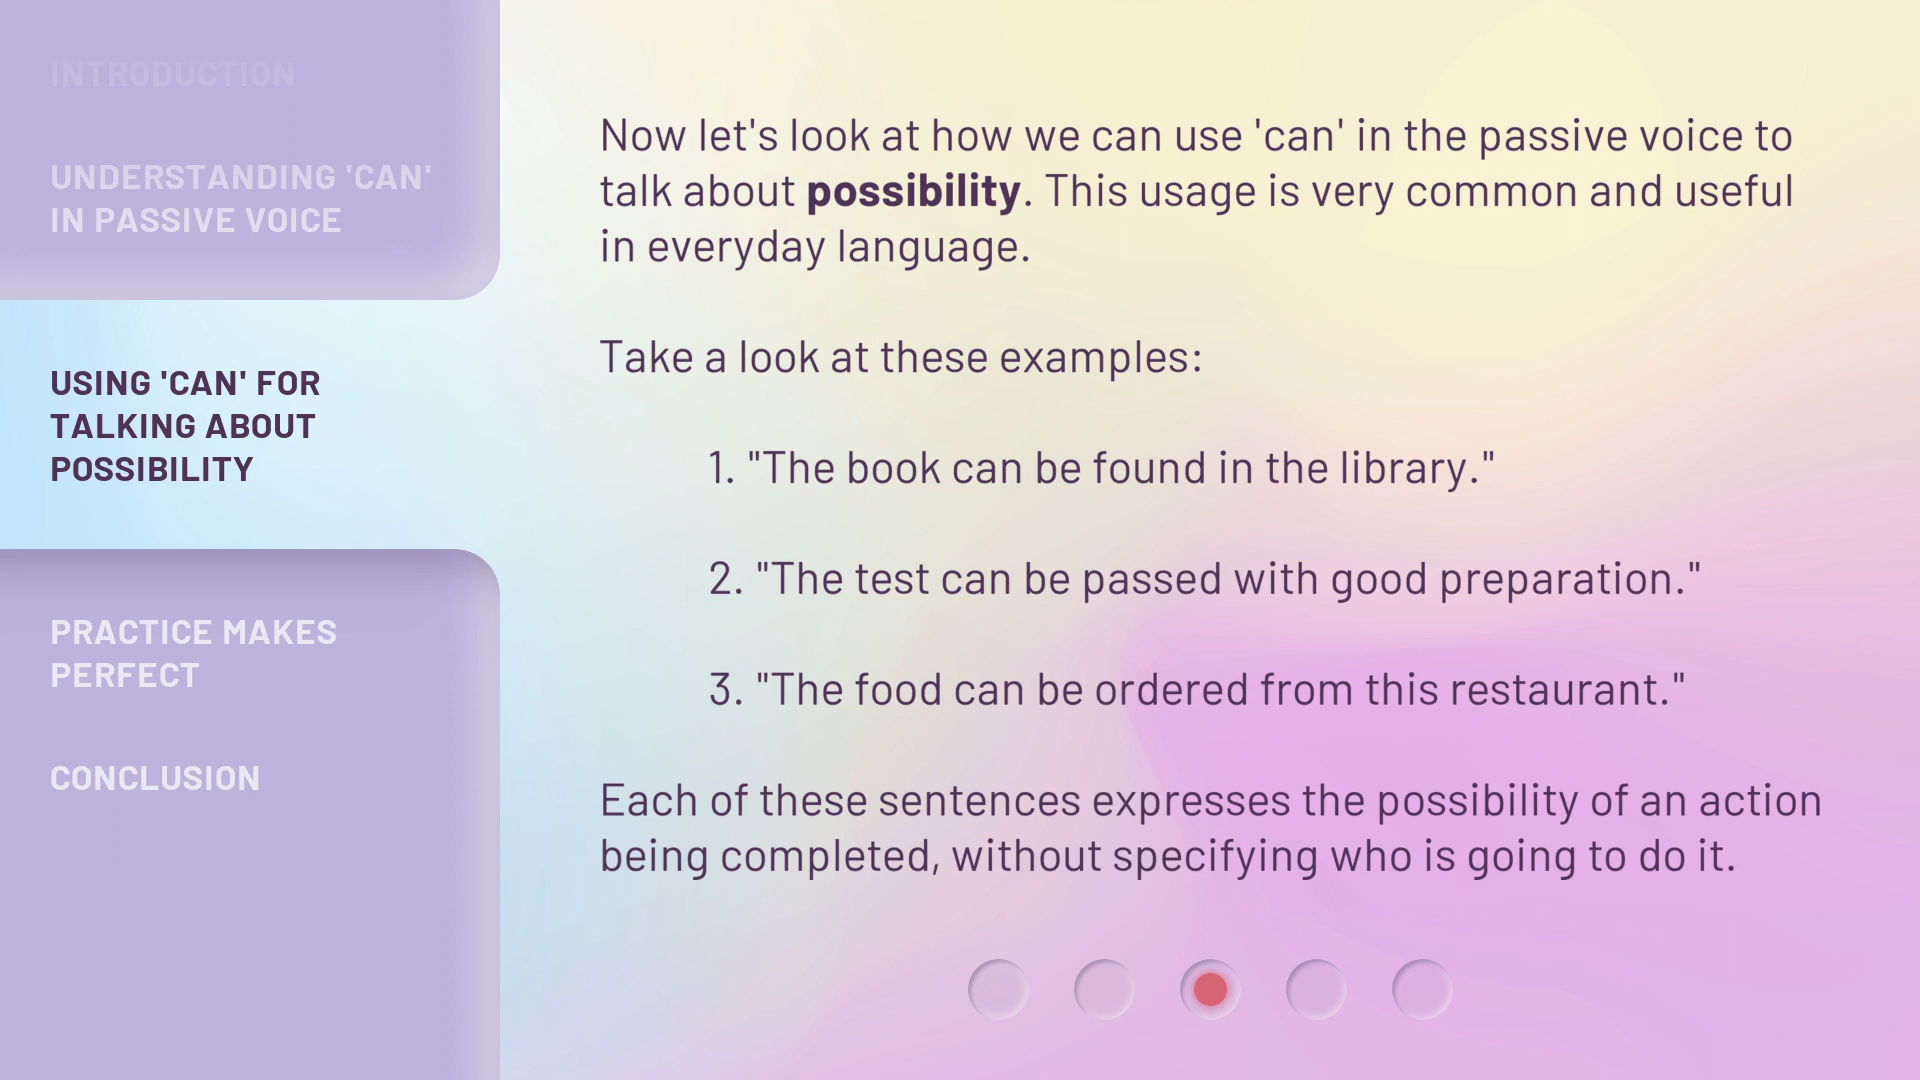 INTRODUCTION
UNDERSTANDING 'CAN'
IN PASSIVE VOICE
USING 'CAN' FOR
TALKING ABOUT
POSSIBILITY
PRACTICE MAKES
PERFECT
CONCLUSION
Now let's look at how we can use 'can' in the passive voice to
talk about possibility. This usage is very common and useful
in everyday language.
Take a look at these examples:
1. "The book can be found in the library."
2. "The test can be passed with good preparation."
3. "The food can be ordered from this restaurant."
Each of these sentences expresses the possibility of an action
being completed, without specifying who is going to do it.